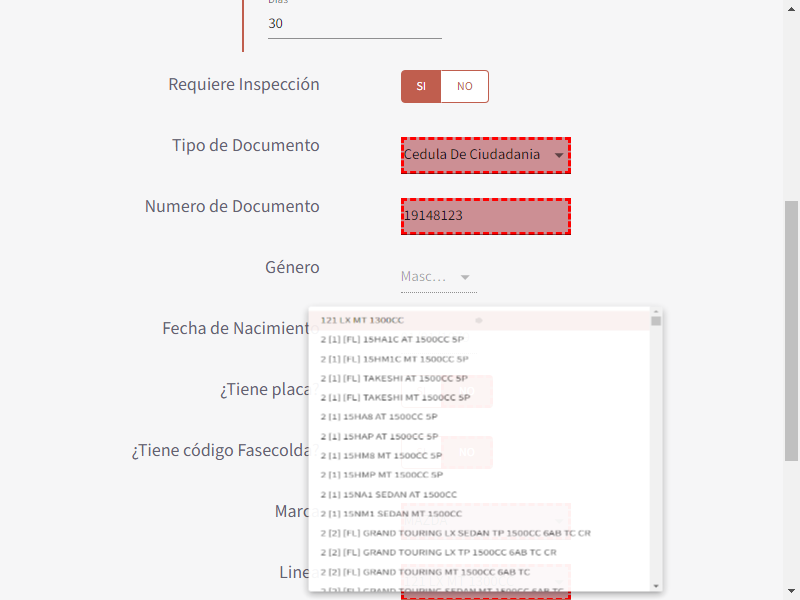 Días
30
Requiere Inspección
SI NO
Tipo de Documento
Cedula De Ciudadania
Numero de Documento
19148123
Género
Masc...
Fecha de Nacimiento
¿Tiene placa?
¿Tiene código Fasecolda?
Marc
Line
121 LX MT 1300CC
2 [1] [FL] 15HA1C AT 1500CC 5P
2 [1] [FL] 15HM1C MT 1500CC 5P
2 [1] [FL] TAKESHI AT 1500CC 5P
2 [1] [FL] TAKESHI MT 1500CC 5P
2 [1] 15HA8 AT 1500CC 5P
2 [1] 15HAP AT 1500CC 5P
2 [1] 15HM8 MT 1500CC 5P
2 [1] 15HMP MT 1500CC 5P
2 [1] 15NA1 SEDAN AT 1500CC
2 [1] 15NM1 SEDAN MT 1500CC
2 [2] [FL] GRAND TOURING LX SEDAN TP 1500CC 6AB TC CR
2 [2] [FL] GRAND TOURING LX TP 1500CC 6AB TC CR
2 [2] [FL] GRAND TOURING MT 1500CC 6AB TC
2 [2] [FL] GRAND TOURING SEDAN MT 1500CC 6AB TC